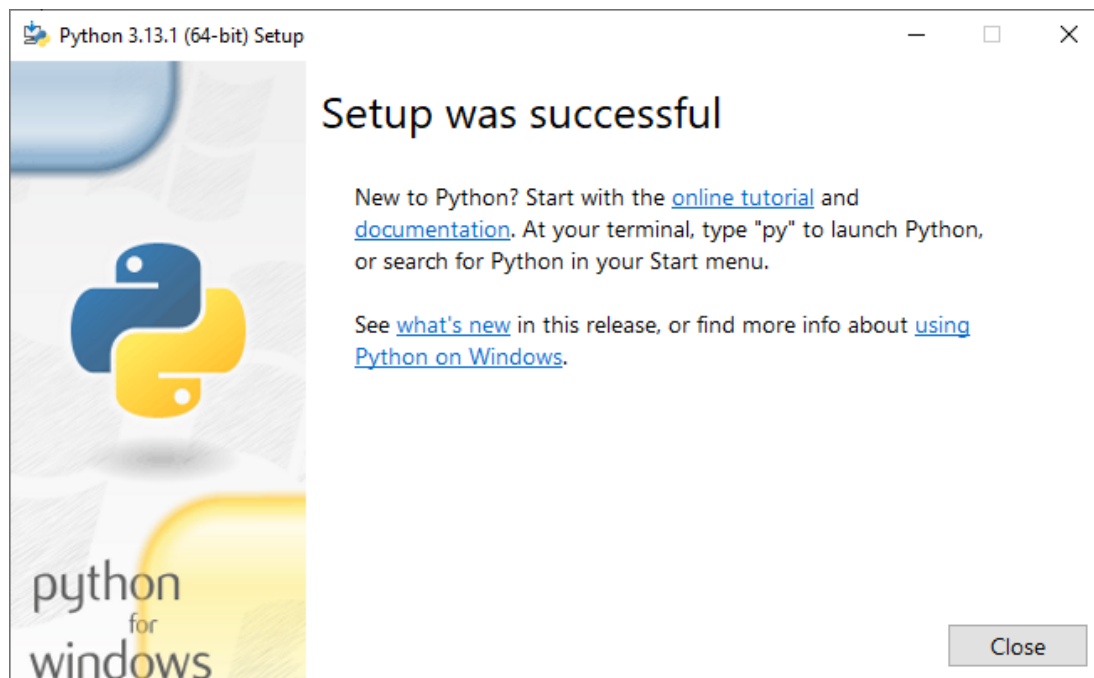 Python 3.13.1 (64-bit) Setup
Setup was successful
New to Python? Start with the online tutorial and
documentation. At your terminal, type "py" to launch Python,
or search for Python in your Start menu.
See what's new in this release, or find more info about using
Python on Windows.
python
for
windows
Close